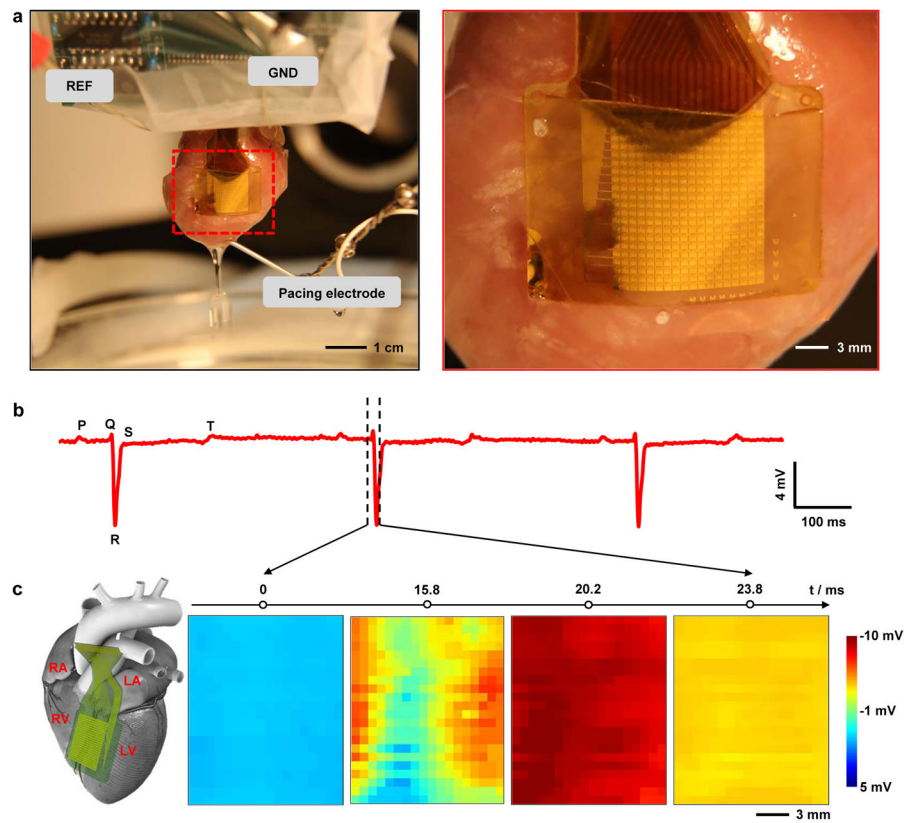 a
REF
GND
Pacing electrode
1 cm
3 mm
b
P
Q
S
T
R
4 mV
100 ms
c
0
15.8
20.2
23.8
t / ms
RA
LA
RV
LV
-10 mV
-1 mV
5 mV
3 mm